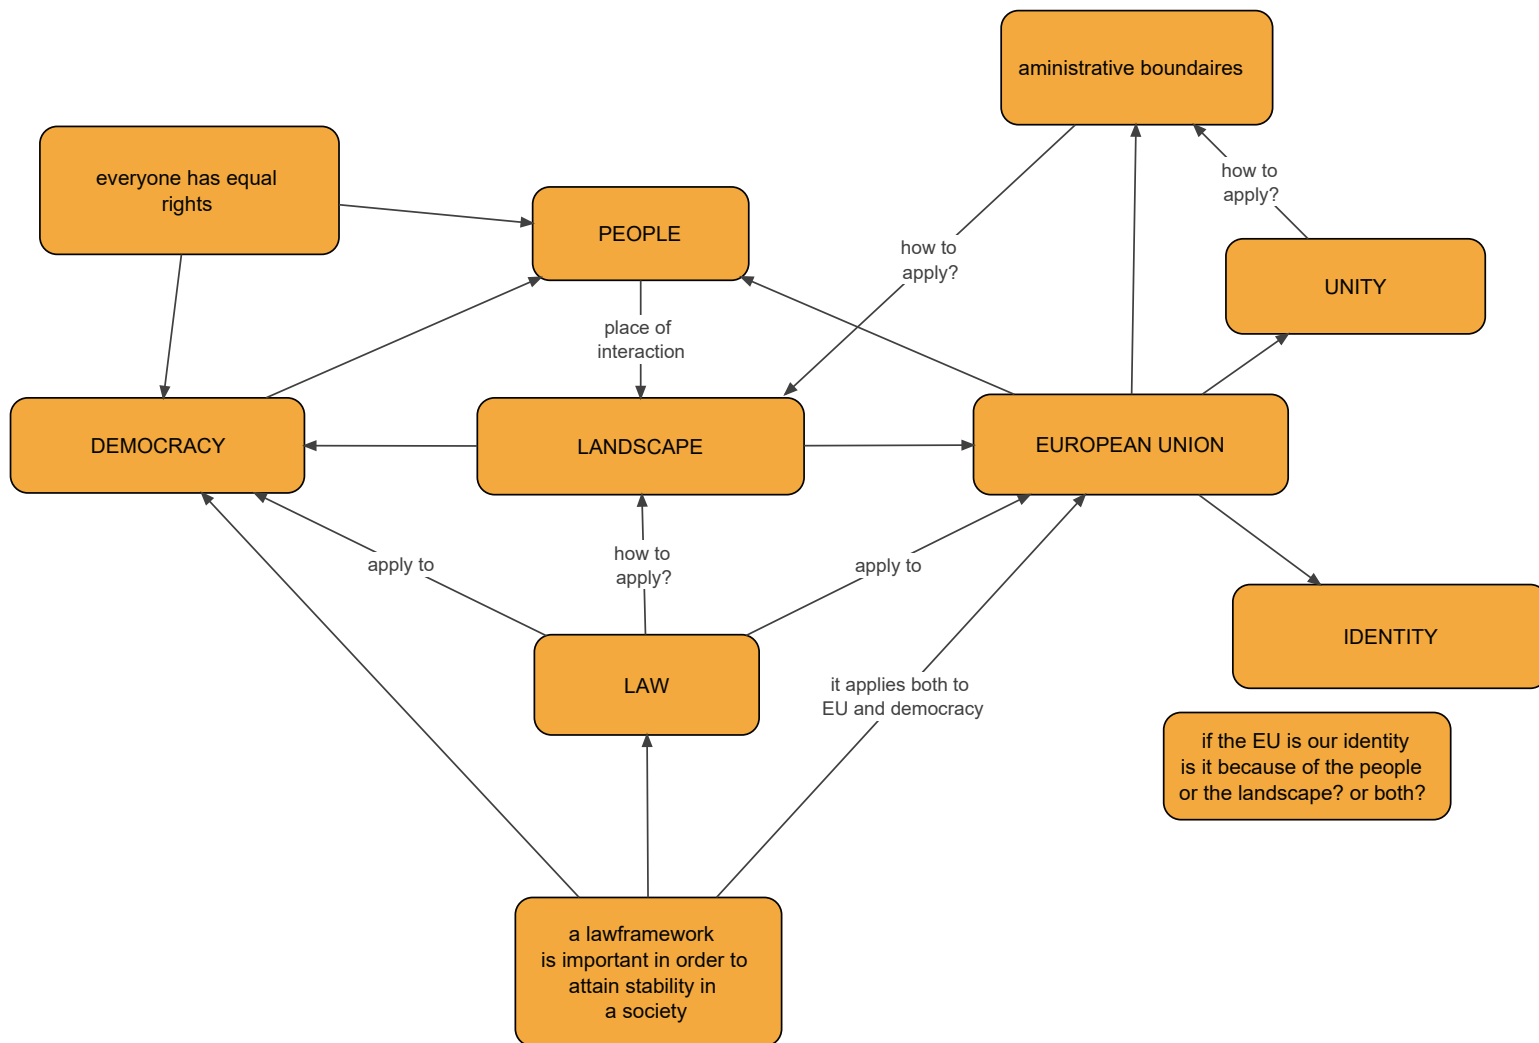 aministrative boundaires
everyone has equal
rights
how to
apply?
PEOPLE
how to
apply?
UNITY
place of
interaction
DEMOCRACY
LANDSCAPE
EUROPEAN UNION
apply to
how to
apply?
apply to
IDENTITY
LAW
it applies both to
EU and democracy
if the EU is our identity
is it because of the people
or the landscape? or both?
a lawframework
is important in order to
attain stability in
a society